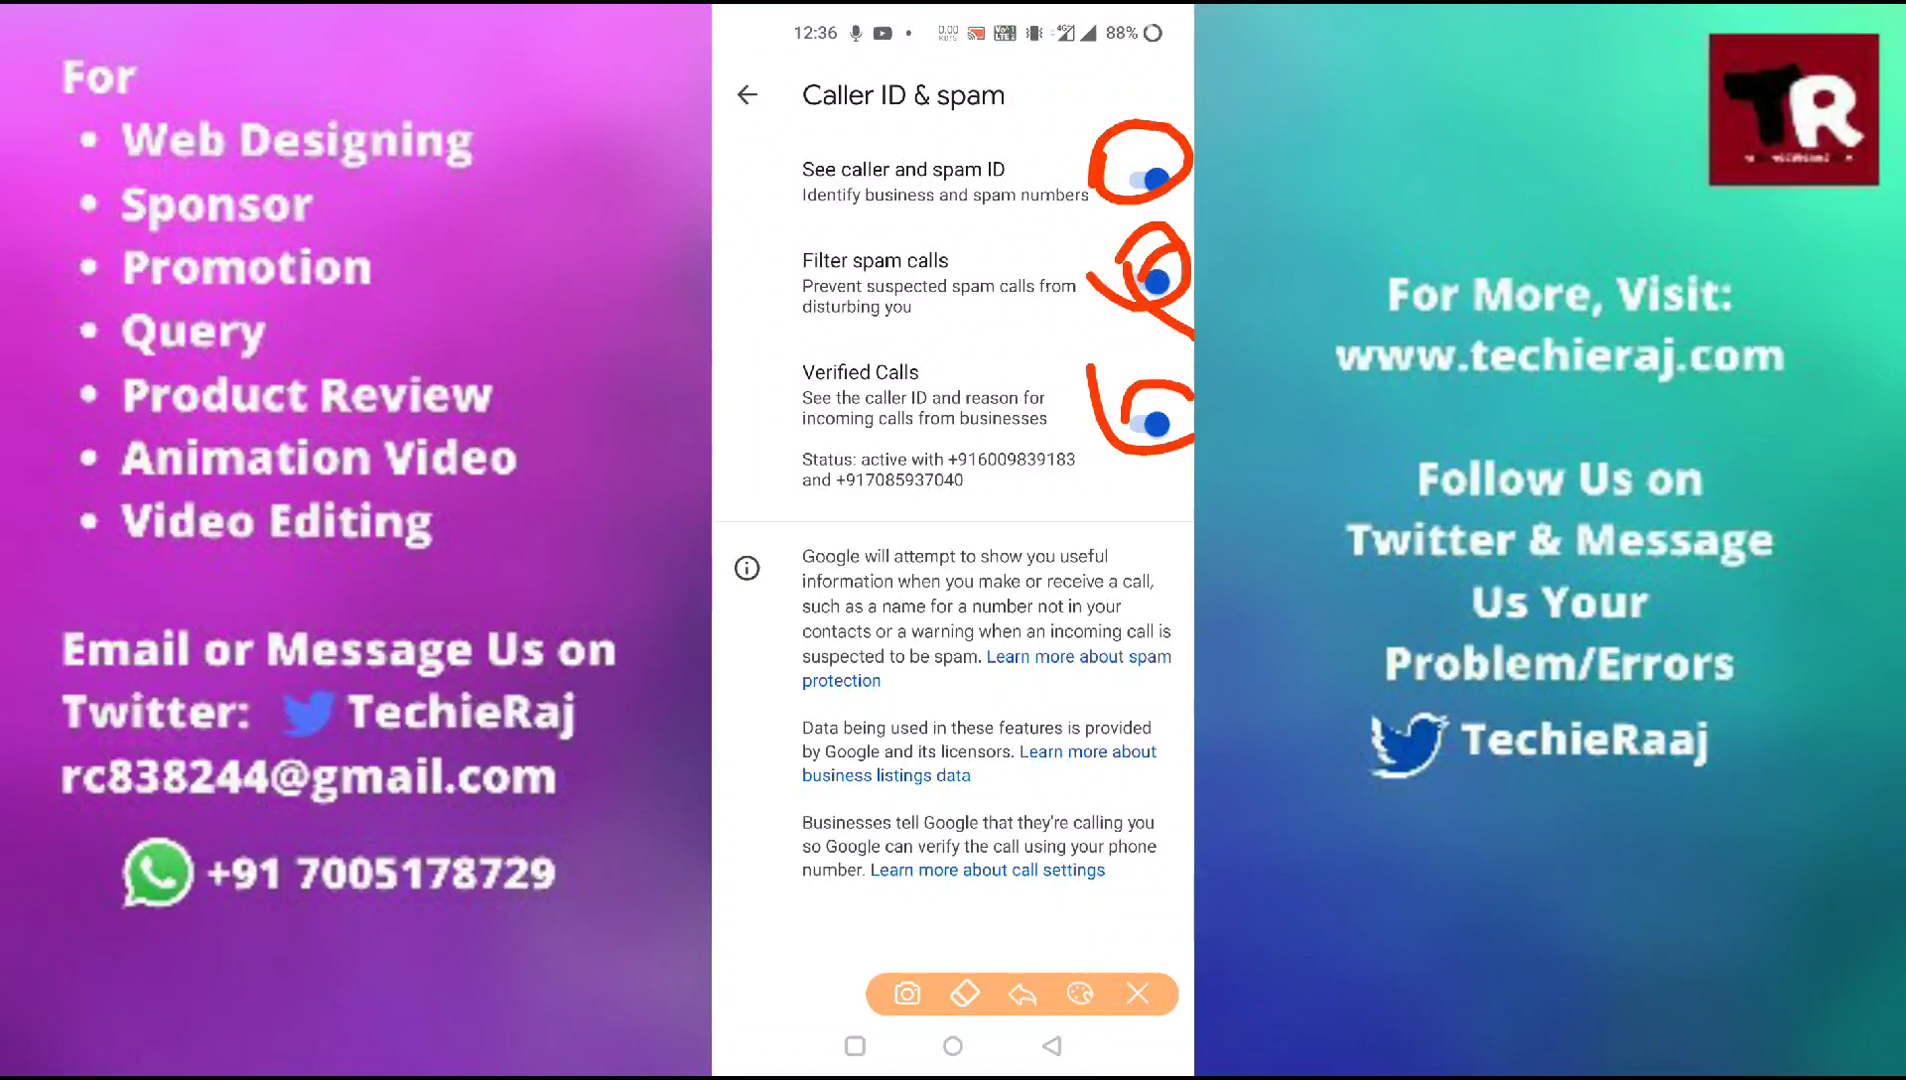 For
• Web Designing
• Sponsor
• Promotion
• Query
• Product Review
• Animation Video
• Video Editing
Email or Message Us on
Twitter: TechieRaj
rc838244@gmail.com
+91 7005178729
12:36
0.00
KB/S
4G
88%
Caller ID & spam
See caller and spam ID
Identify business and spam numbers
Filter spam calls
Prevent suspected spam calls from
disturbing you
Verified Calls
See the caller ID and reason for
incoming calls from businesses
Status: active with +916009839183
and +917085937040
Google will attempt to show you useful
information when you make or receive a call,
such as a name for a number not in your
contacts or a warning when an incoming call is
suspected to be spam. Learn more about spam
protection
Data being used in these features is provided
by Google and its licensors. Learn more about
business listings data
Businesses tell Google that they're calling you
so Google can verify the call using your phone
number. Learn more about call settings
TR
For More, Visit:
www.techieraj.com
Follow Us on
Twitter & Message
Us Your
Problem/Errors
TechieRaaj